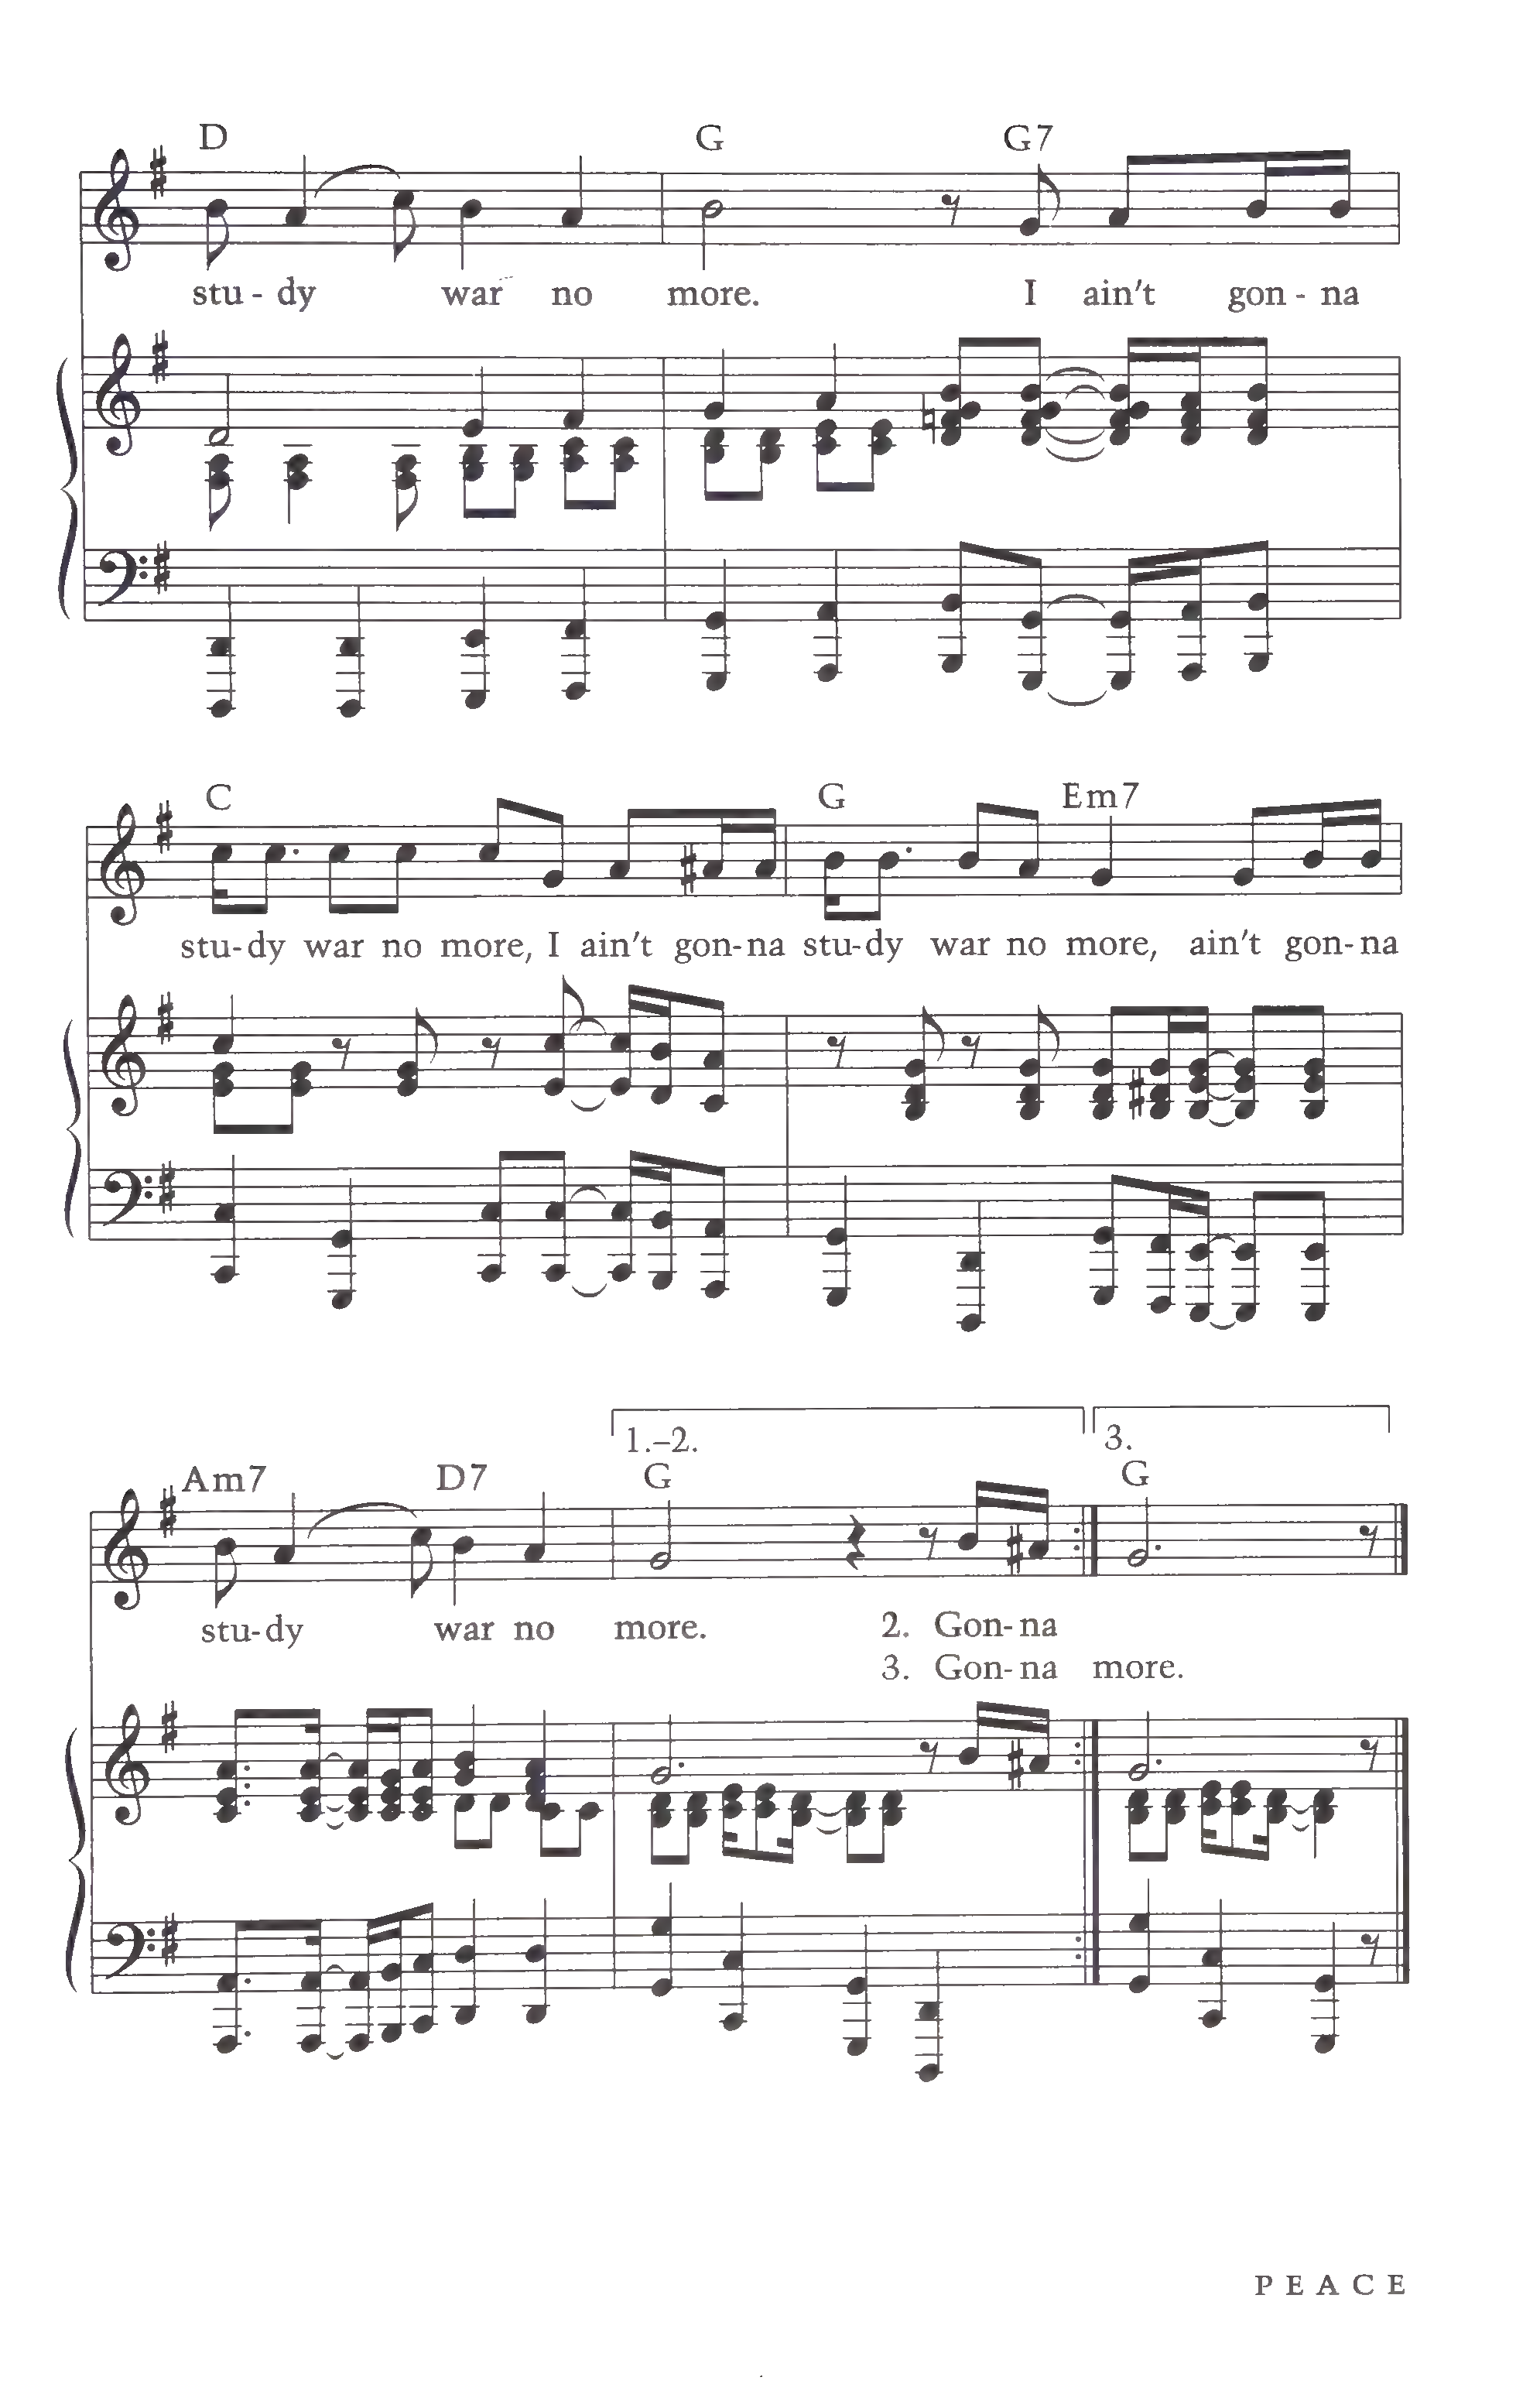 D G G7
stu - dy war no more. I ain't gon - na
C G Em7
stu-dy war no more, I ain't gon-na stu-dy war no more, ain't gon-na
1.–2. 3.
Am7 D7 G G
stu-dy war no more. 2. Gon-na
3. Gon-na more.
PEACE